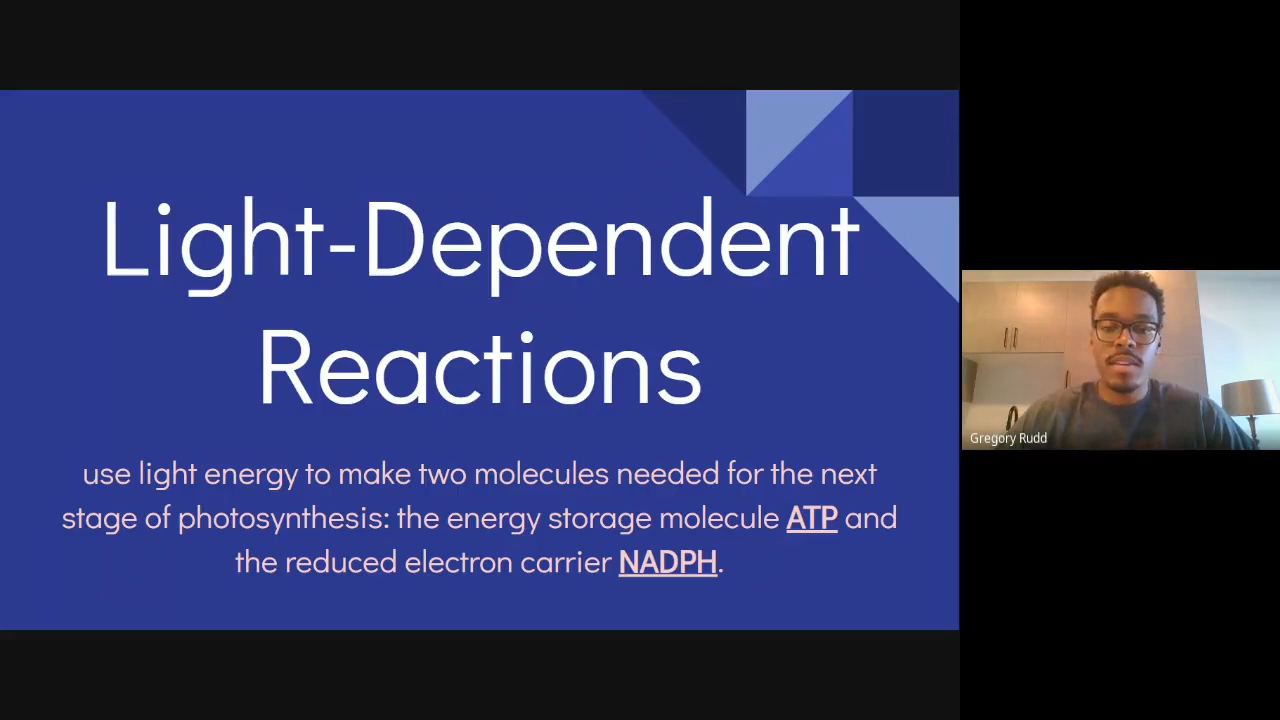 Light-Dependent
Reactions
use light energy to make two molecules needed for the next
stage of photosynthesis: the energy storage molecule ATP and
the reduced electron carrier NADPH.
Gregory Rudd